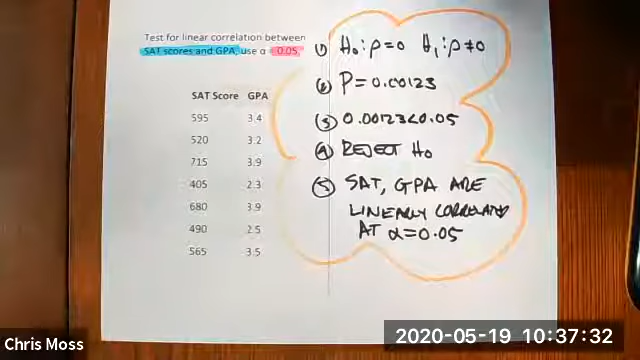 Test for linear correlation between
SAT scores and GPA, use α = 0.05.
SAT Score GPA
595 3.4
520 3.2
715 3.9
405 2.3
680 3.9
490 2.5
565 3.5
① H₀: ρ=0 H₁: ρ≠0
② P=0.00123
③ 0.00123<0.05
④ REJECT H₀
⑤ SAT, GPA ARE
LINEARLY CORRELATED
AT α=0.05
Chris Moss
2020-05-19 10:37:32